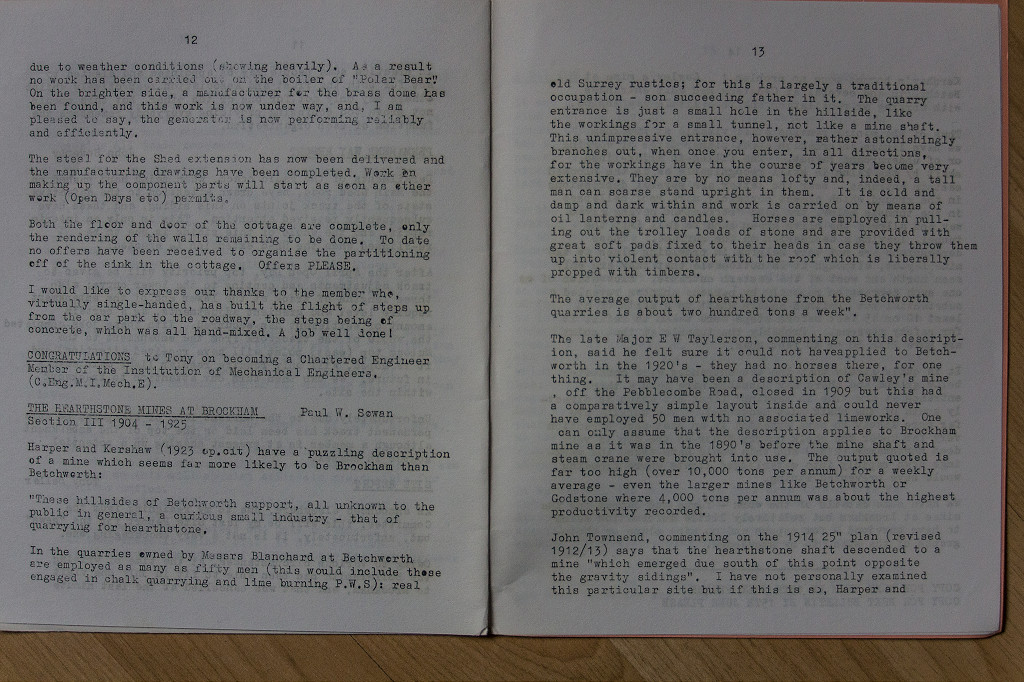 12
due to weather conditions (snowing heavily). As a result
no work has been carried out on the boiler of "Polar Bear"
On the brighter side, a manufacturer for the brass dome has
been found, and this work is now under way, and, I am
pleased to say, the generator is now performing reliably
and efficiently.
The steel for the Shed extension has now been delivered and
the manufacturing drawings have been completed. Work on
making up the component parts will start as soon as other
work (Open Days etc) permits.
Both the floor and door of the cottage are complete, only
the rendering of the walls remaining to be done. To date
no offers have been received to organise the partitioning
off of the sink in the cottage. Offers PLEASE.
I would like to express our thanks to the member who,
virtually single-handed, has built the flight of steps up
from the car park to the roadway, the steps being of
concrete, which was all hand-mixed. A job well done!
CONGRATULATIONS to Tony on becoming a Chartered Engineer
Member of the Institution of Mechanical Engineers.
(C.Eng.M.I.Mech.E).
THE HEARTHSTONE MINES AT BROCKHAM Paul W. Sowan
Section III 1904 - 1925
Harper and Kershaw (1923 op.cit) have a puzzling description
of a mine which seems far more likely to be Brockham than
Betchworth:
"These hillsides of Betchworth support, all unknown to the
public in general, a curious small industry - that of
quarrying for hearthstone.
In the quarries owned by Messrs Blanchard at Betchworth
are employed as many as fifty men (this would include those
engaged in chalk quarrying and lime burning P.W.S): real
13
old Surrey rustics; for this is largely a traditional
occupation - son succeeding father in it. The quarry
entrance is just a small hole in the hillside, like
the workings for a small tunnel, not like a mine shaft.
This unimpressive entrance, however, rather astonishingly
branches out, when once you enter, in all directions,
for the workings have in the course of years become very
extensive. They are by no means lofty and, indeed, a tall
man can scarse stand upright in them. It is cold and
damp and dark within and work is carried on by means of
oil lanterns and candles. Horses are employed in pull-
ing out the trolley loads of stone and are provided with
great soft pads fixed to their heads in case they throw them
up into violent contact with the roof which is liberally
propped with timbers.
The average output of hearthstone from the Betchworth
quarries is about two hundred tons a week".
The late Major E W Taylerson, commenting on this descript-
ion, said he felt sure it could not haveapplied to Betch-
worth in the 1920's - they had no horses there, for one
thing. It may have been a description of Cawley's mine
, off the Pebblecombe Road, closed in 1909 but this had
a comparatively simple layout inside and could never
have employed 50 men with no associated limeworks. One
can only assume that the description applies to Brockham
mine as it was in the 1890's before the mine shaft and
steam crane were brought into use. The output quoted is
far too high (over 10,000 tons per annum) for a weekly
average - even the larger mines like Betchworth or
Godstone where 4,000 tons per annum was about the highest
productivity recorded.
John Townsend, commenting on the 1914 25" plan (revised
1912/13) says that the hearthstone shaft descended to a
mine "which emerged due south of this point opposite
the gravity sidings". I have not personally examined
this particular site but if this is so, Harper and